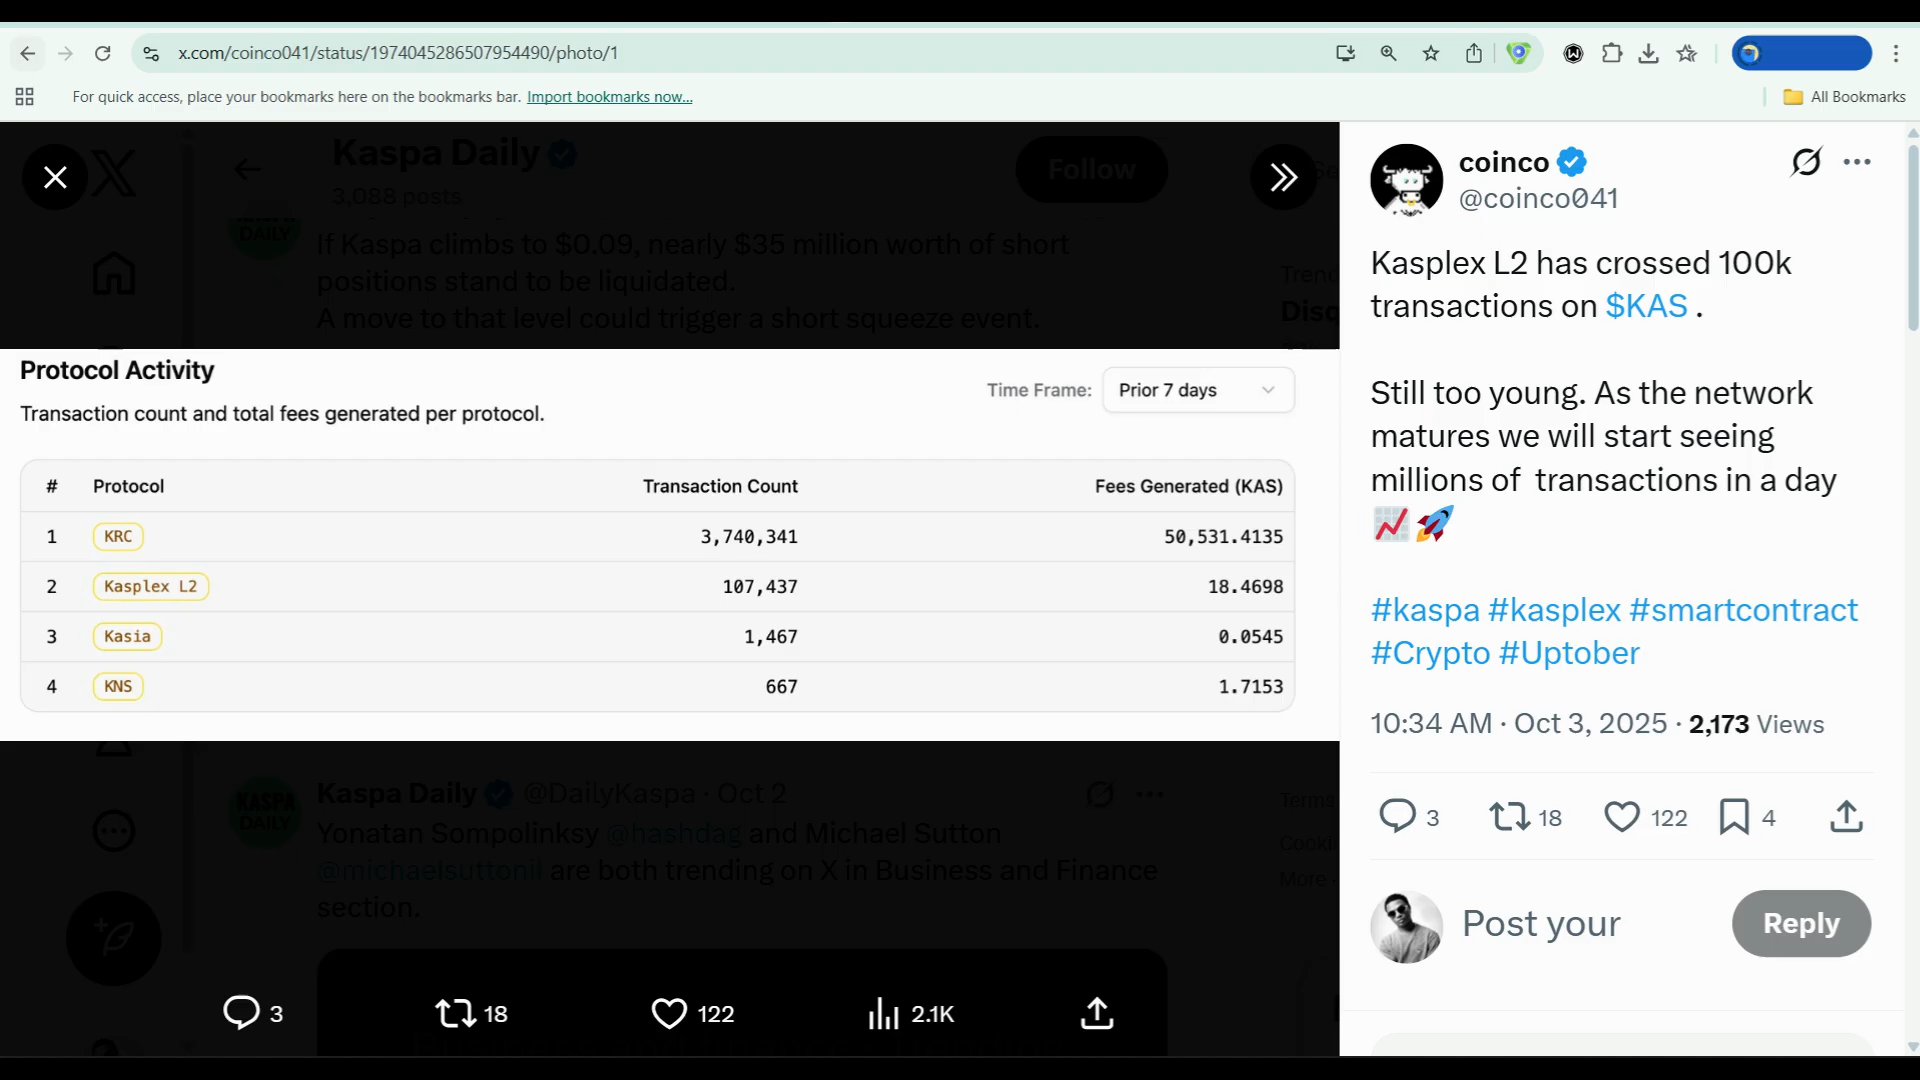 x.com/coinco041/status/1974045286507954490/photo/1
For quick access, place your bookmarks here on the bookmarks bar. Import bookmarks now...
All Bookmarks
Kaspa Daily
3,088 posts
Follow
If Kaspa climbs to $0.09, nearly $35 million worth of short
positions stand to be liquidated.
A move to that level could trigger a short squeeze event.
Protocol Activity
Transaction count and total fees generated per protocol.
Time Frame: Prior 7 days
# Protocol Transaction Count Fees Generated (KAS)
1 KRC 3,740,341 50,531.4135
2 Kasplex L2 107,437 18.4698
3 Kasia 1,467 0.0545
4 KNS 667 1.7153
KASPA
DAILY
Kaspa Daily @DailyKaspa · Oct 2
Yonatan Sompolinksy @hashdag and Michael Sutton
@michaelsuttonil are both trending on X in Business and Finance
section.
Terms
More
3 18 122 2.1K
coinco
@coinco041
Kasplex L2 has crossed 100k
transactions on $KAS .
Still too young. As the network
matures we will start seeing
millions of transactions in a day
📈🚀
#kaspa #kasplex #smartcontract
#Crypto #Uptober
10:34 AM · Oct 3, 2025 · 2,173 Views
3 18 122 4
Post your
Reply